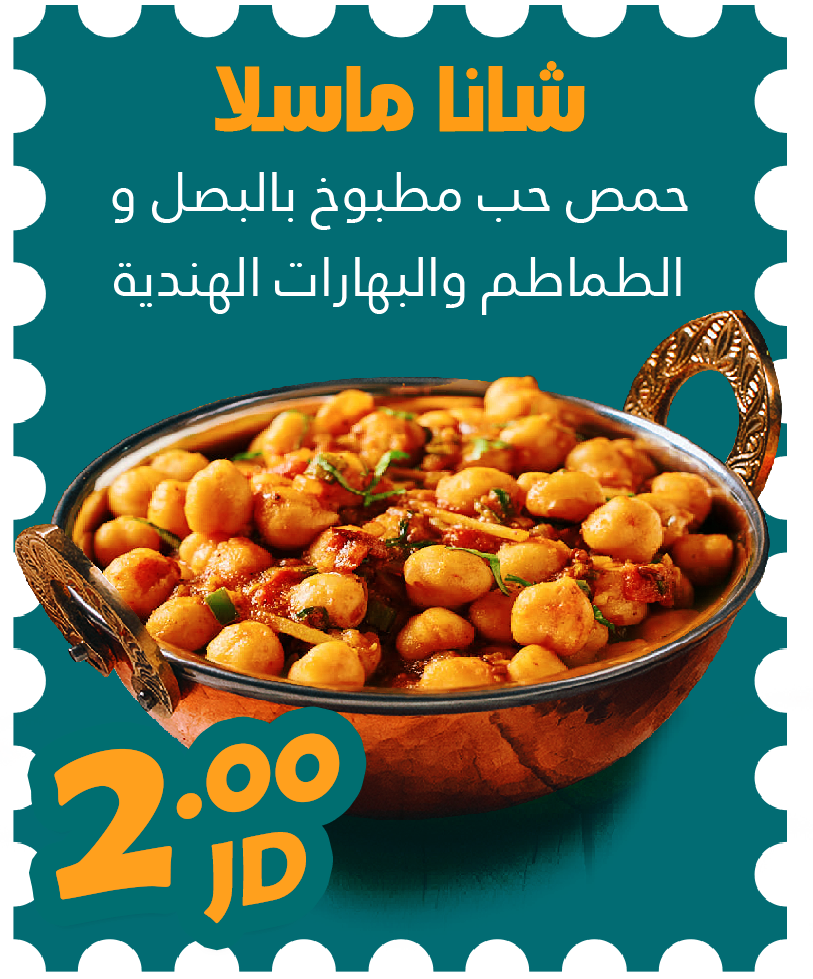 شانا ماسلا
حمص حب مطبوخ بالبصل و
الطماطم والبهارات الهندية
2.00
JD